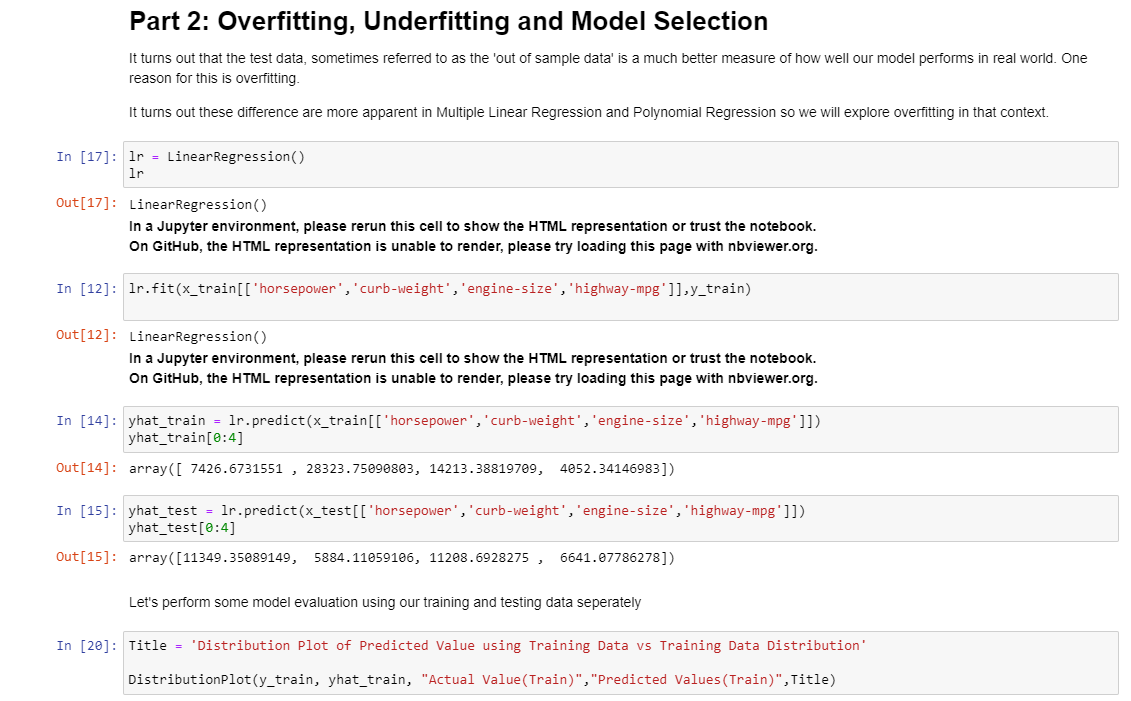 Part 2: Overfitting, Underfitting and Model Selection
It turns out that the test data, sometimes referred to as the 'out of sample data' is a much better measure of how well our model performs in real world. One
reason for this is overfitting.
It turns out these difference are more apparent in Multiple Linear Regression and Polynomial Regression so we will explore overfitting in that context.
In [17]: lr = LinearRegression()
lr
Out[17]: LinearRegression()
In a Jupyter environment, please rerun this cell to show the HTML representation or trust the notebook.
On GitHub, the HTML representation is unable to render, please try loading this page with nbviewer.org.
In [12]: lr.fit(x_train[['horsepower','curb-weight','engine-size','highway-mpg']],y_train)
Out[12]: LinearRegression()
In a Jupyter environment, please rerun this cell to show the HTML representation or trust the notebook.
On GitHub, the HTML representation is unable to render, please try loading this page with nbviewer.org.
In [14]: yhat_train = lr.predict(x_train[['horsepower','curb-weight','engine-size','highway-mpg']])
yhat_train[0:4]
Out[14]: array([ 7426.6731551 , 28323.75090803, 14213.38819709,  4052.34146983])
In [15]: yhat_test = lr.predict(x_test[['horsepower','curb-weight','engine-size','highway-mpg']])
yhat_test[0:4]
Out[15]: array([11349.35089149,  5884.11059106, 11208.6928275 ,  6641.07786278])
Let's perform some model evaluation using our training and testing data seperately
In [20]: Title = 'Distribution Plot of Predicted Value using Training Data vs Training Data Distribution'
DistributionPlot(y_train, yhat_train, "Actual Value(Train)","Predicted Values(Train)",Title)